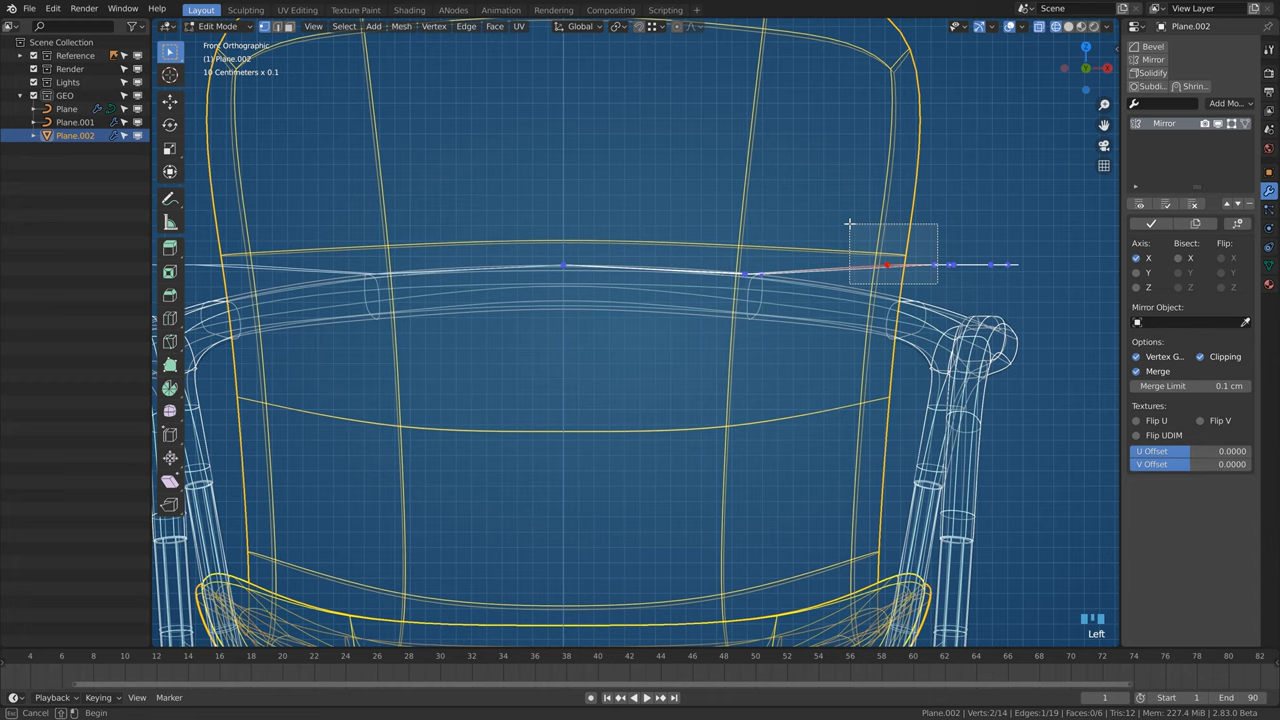 File Edit Render Window Help
Layout Sculpting UV Editing Texture Paint Shading ANodes Animation Rendering Compositing Scripting +
Scene
View Layer
Edit Mode View Select Add Mesh Vertex Edge Face UV
Global
Plane.002
Scene Collection
Reference
Render
Lights
GEO
Plane
Plane.001
Plane.002
Front Orthographic
(1) Plane.002
10 Centimeters x 0.1
Z
Y
X
Bevel
Mirror
Solidify
Subdi...
Shrin...
Add Mo...
Mirror
Axis: Bisect: Flip:
X X X
Y Y Y
Z Z Z
Mirror Object:
Options:
Vertex G... Clipping
Merge
Merge Limit 0.1 cm
Textures:
Flip U Flip V
Flip UDIM
U Offset 0.0000
V Offset 0.0000
Left
4 6 8 10 12 14 16 18 20 22 24 26 28 30 32 34 36 38 40 42 44 46 48 50 52 54 56 58 60 62 64 66 68 70 72 74 76 78 80 82
Playback Keying View Marker
1 Start 1 End 90
Cancel Begin
Plane.002 | Verts:2/14 | Edges:1/19 | Faces:0/6 | Tris:12 | Mem: 227.4 MiB | 2.83.0 Beta